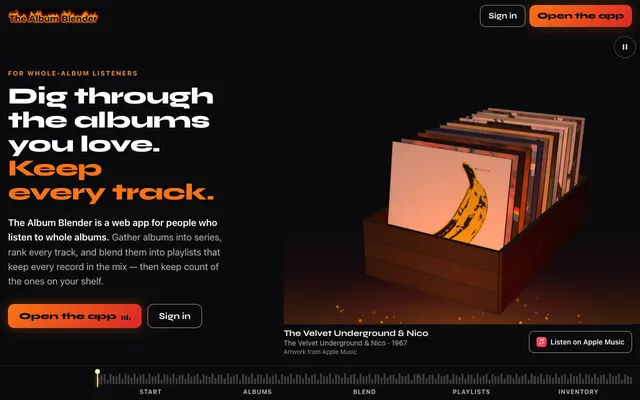 The Album Blender
Sign in
Open the app
FOR WHOLE-ALBUM LISTENERS
Dig through
the albums
you love.
Keep
every track.
The Album Blender is a web app for people who
listen to whole albums. Gather albums into series,
rank every track, and blend them into playlists that
keep every record in the mix — then keep count of
the ones on your shelf.
Open the app
Sign in
The Velvet Underground & Nico
The Velvet Underground & Nico · 1967
Artwork from Apple Music
Listen on Apple Music
START
ALBUMS
BLEND
PLAYLISTS
INVENTORY